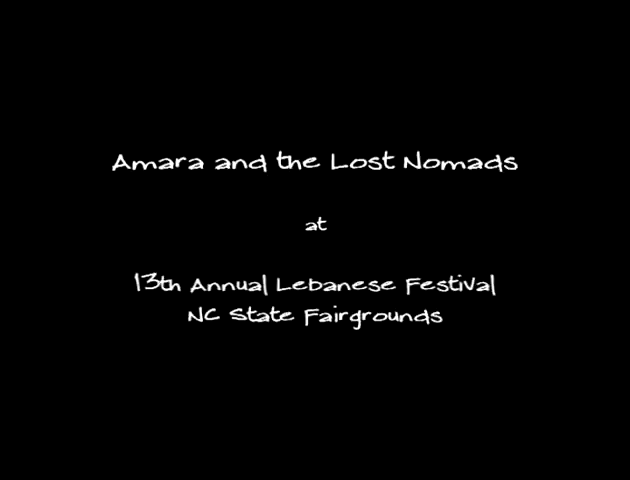 Amara and the Lost Nomads
at
13th Annual Lebanese Festival
NC State Fairgrounds